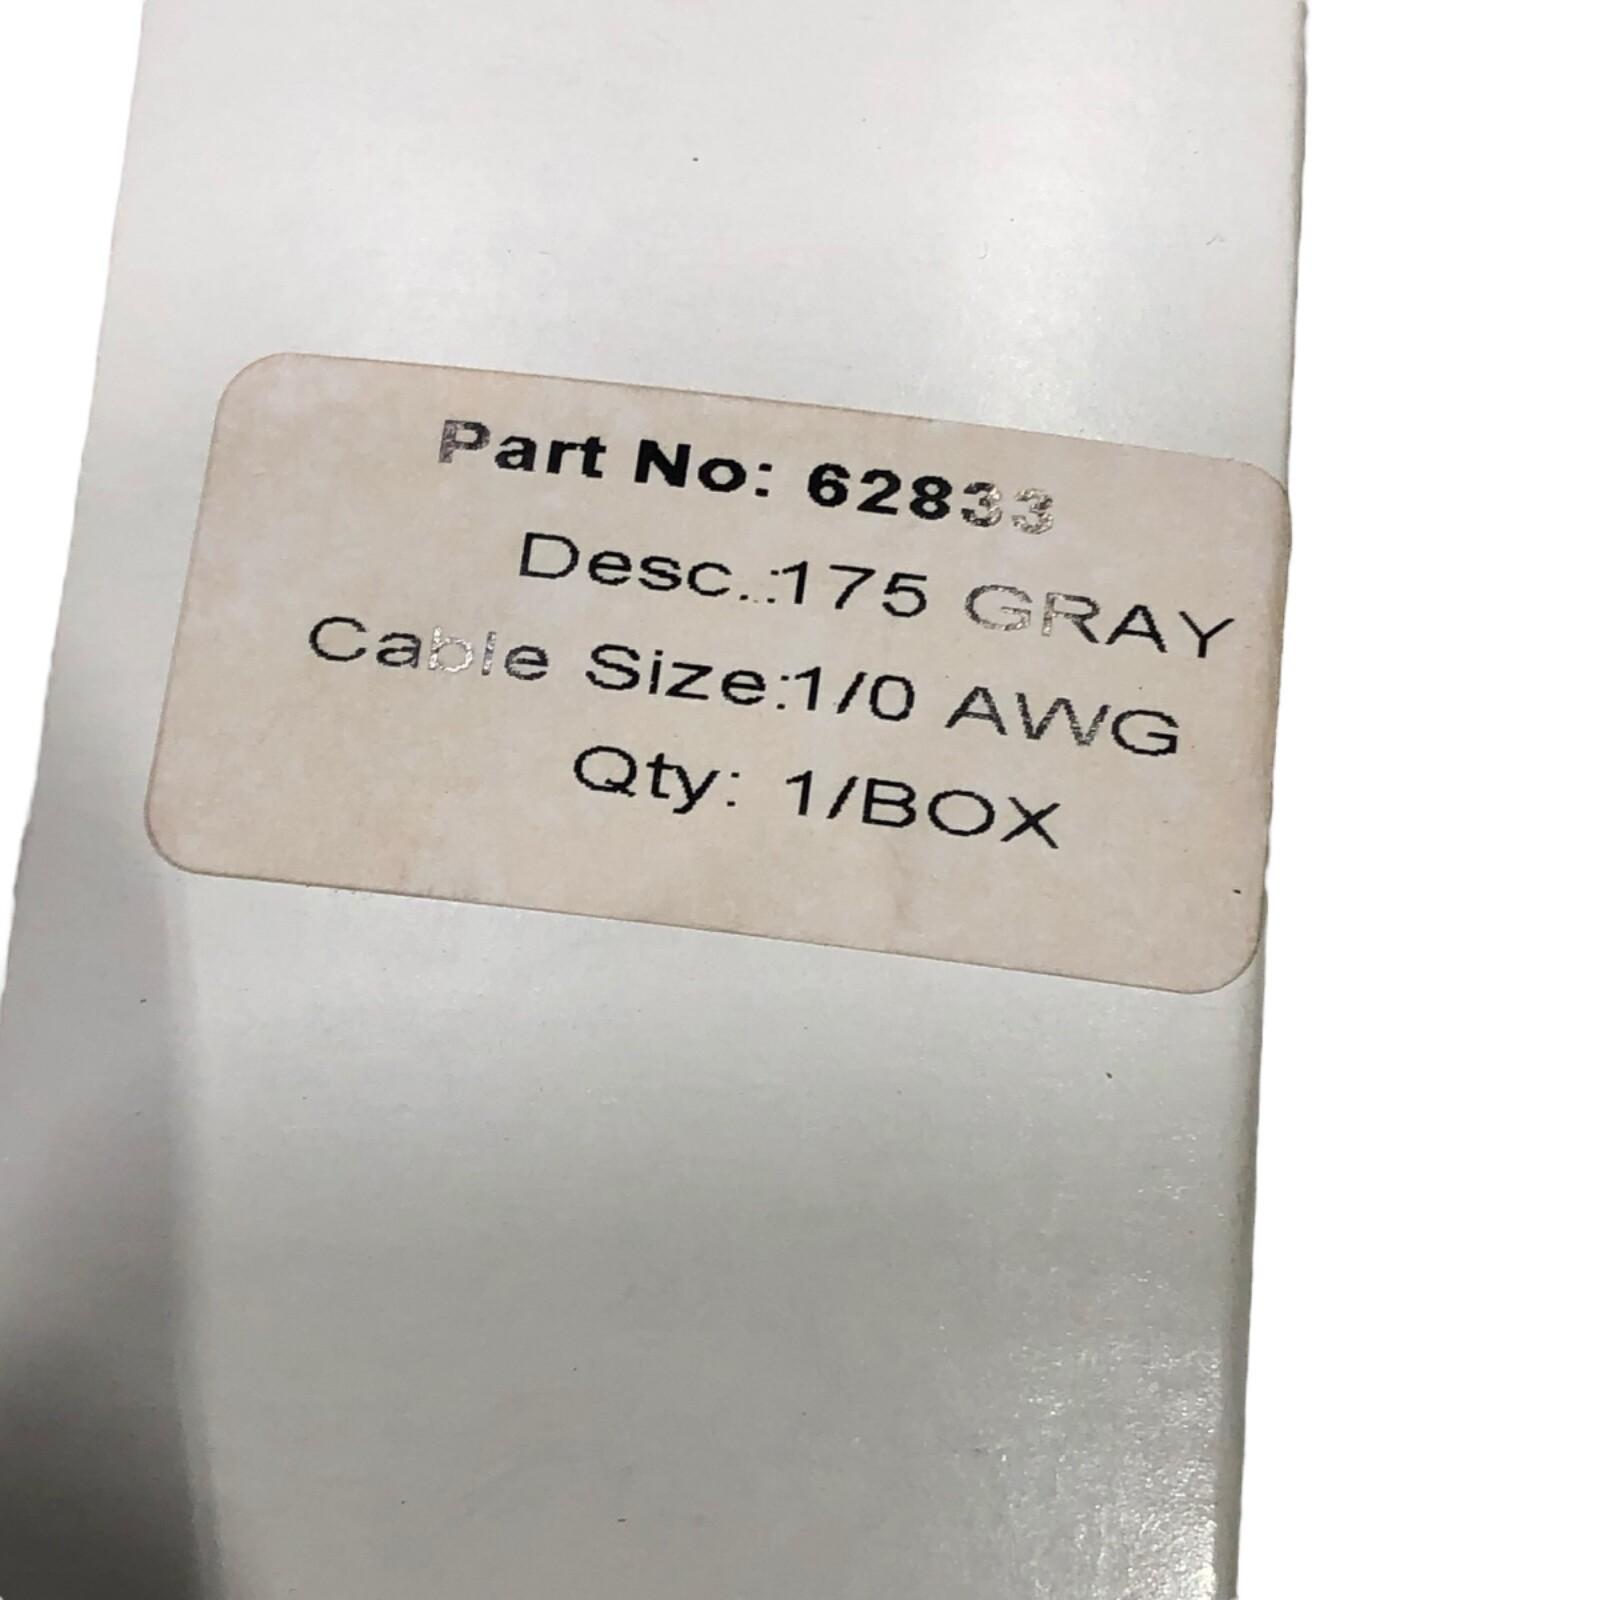 Part No: 62833
Desc.:175 GRAY
Cable Size:1/0 AWG
Qty: 1/BOX